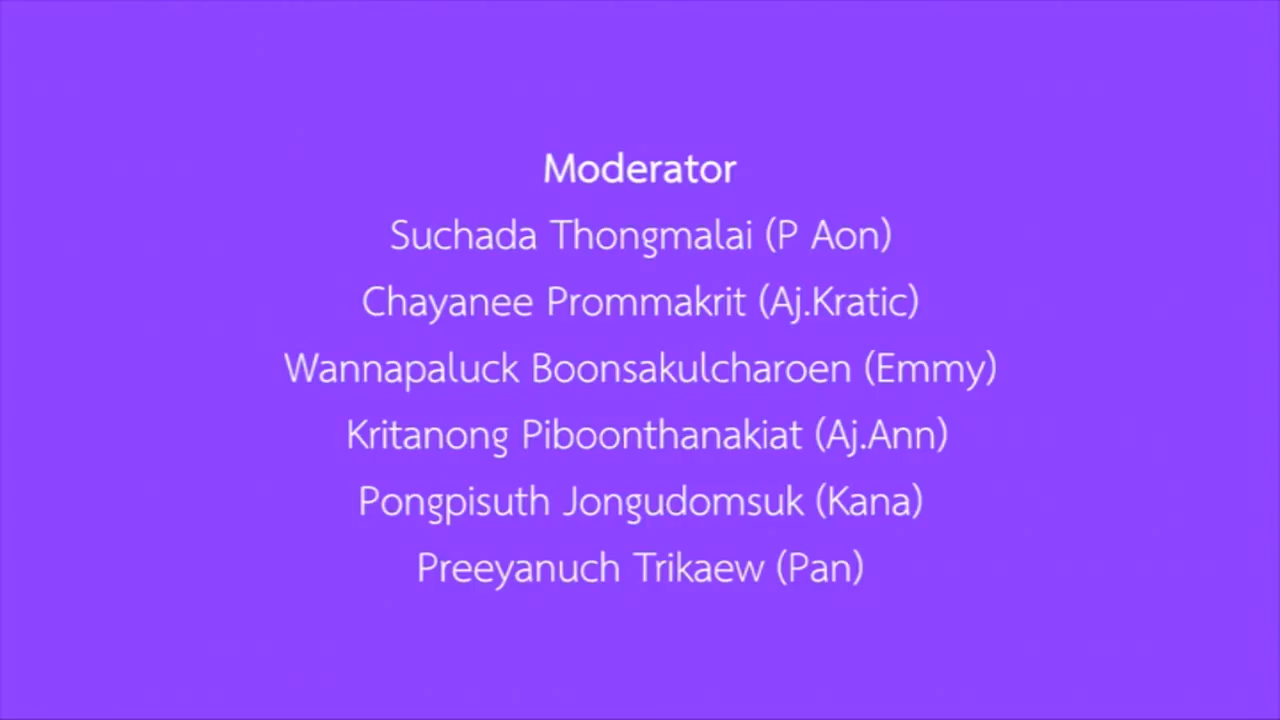 Moderator
Suchada Thongmalai (P Aon)
Chayanee Prommakrit (Aj.Kratic)
Wannapaluck Boonsakulcharoen (Emmy)
Kritanong Piboonthanakiat (Aj.Ann)
Pongpisuth Jongudomsuk (Kana)
Preeyanuch Trikaew (Pan)